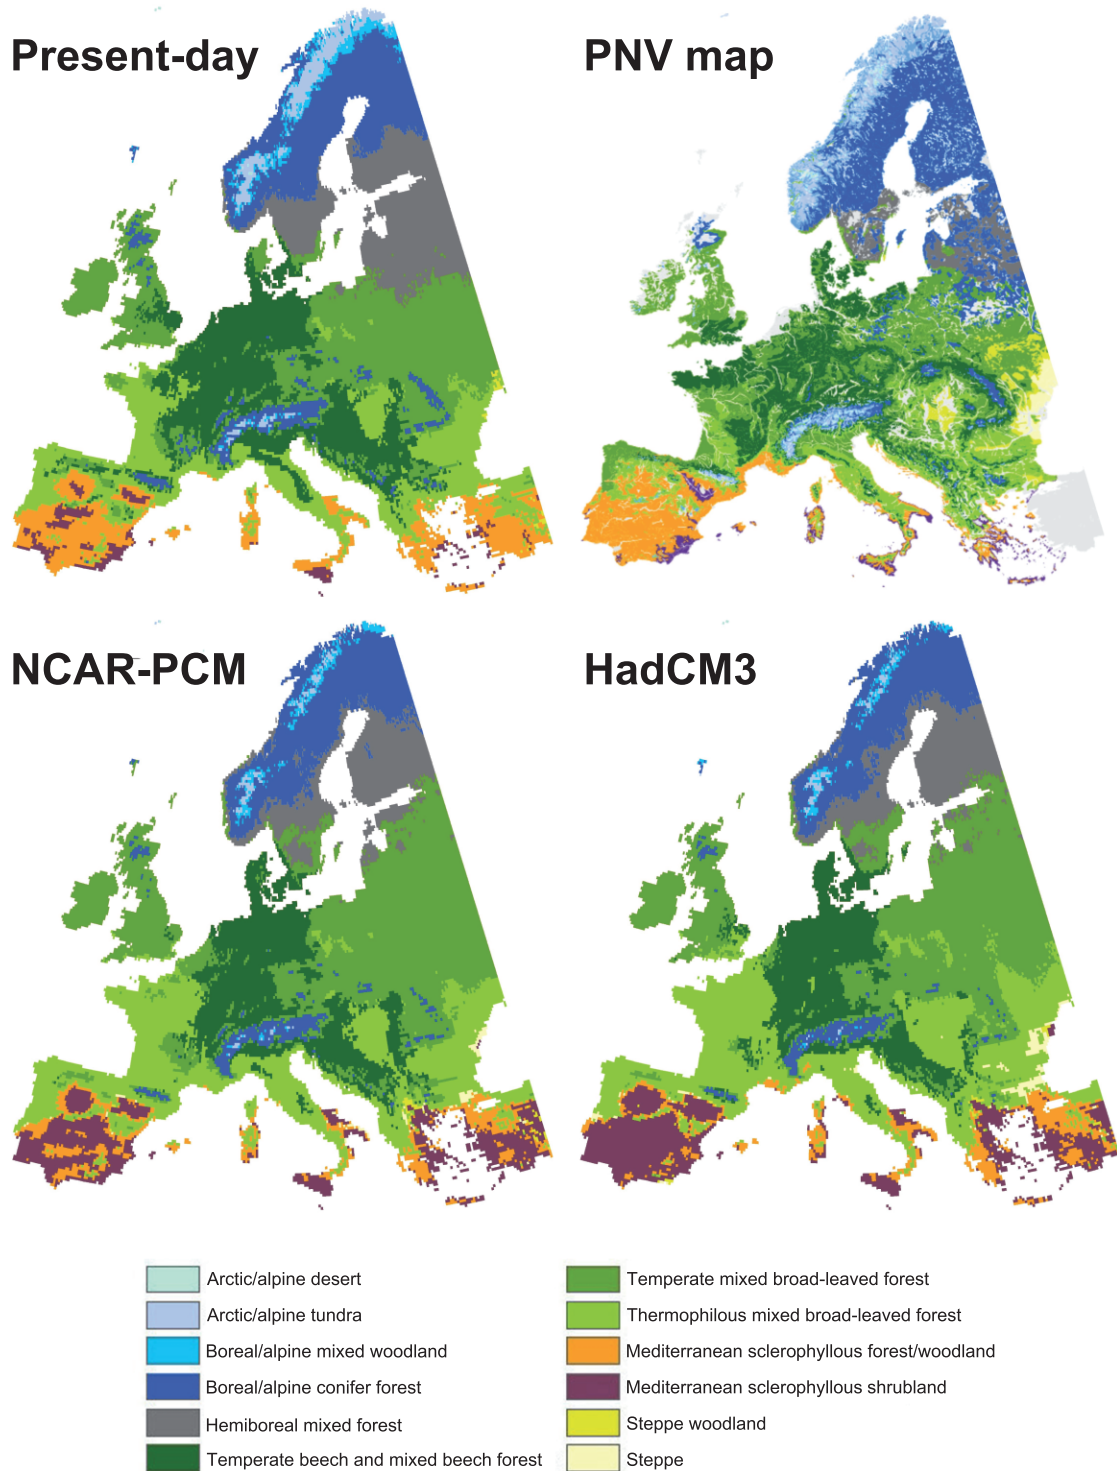 Present-day
PNV map
NCAR-PCM
HadCM3
Arctic/alpine desert
Arctic/alpine tundra
Boreal/alpine mixed woodland
Boreal/alpine conifer forest
Hemiboreal mixed forest
Temperate beech and mixed beech forest
Temperate mixed broad-leaved forest
Thermophilous mixed broad-leaved forest
Mediterranean sclerophyllous forest/woodland
Mediterranean sclerophyllous shrubland
Steppe woodland
Steppe